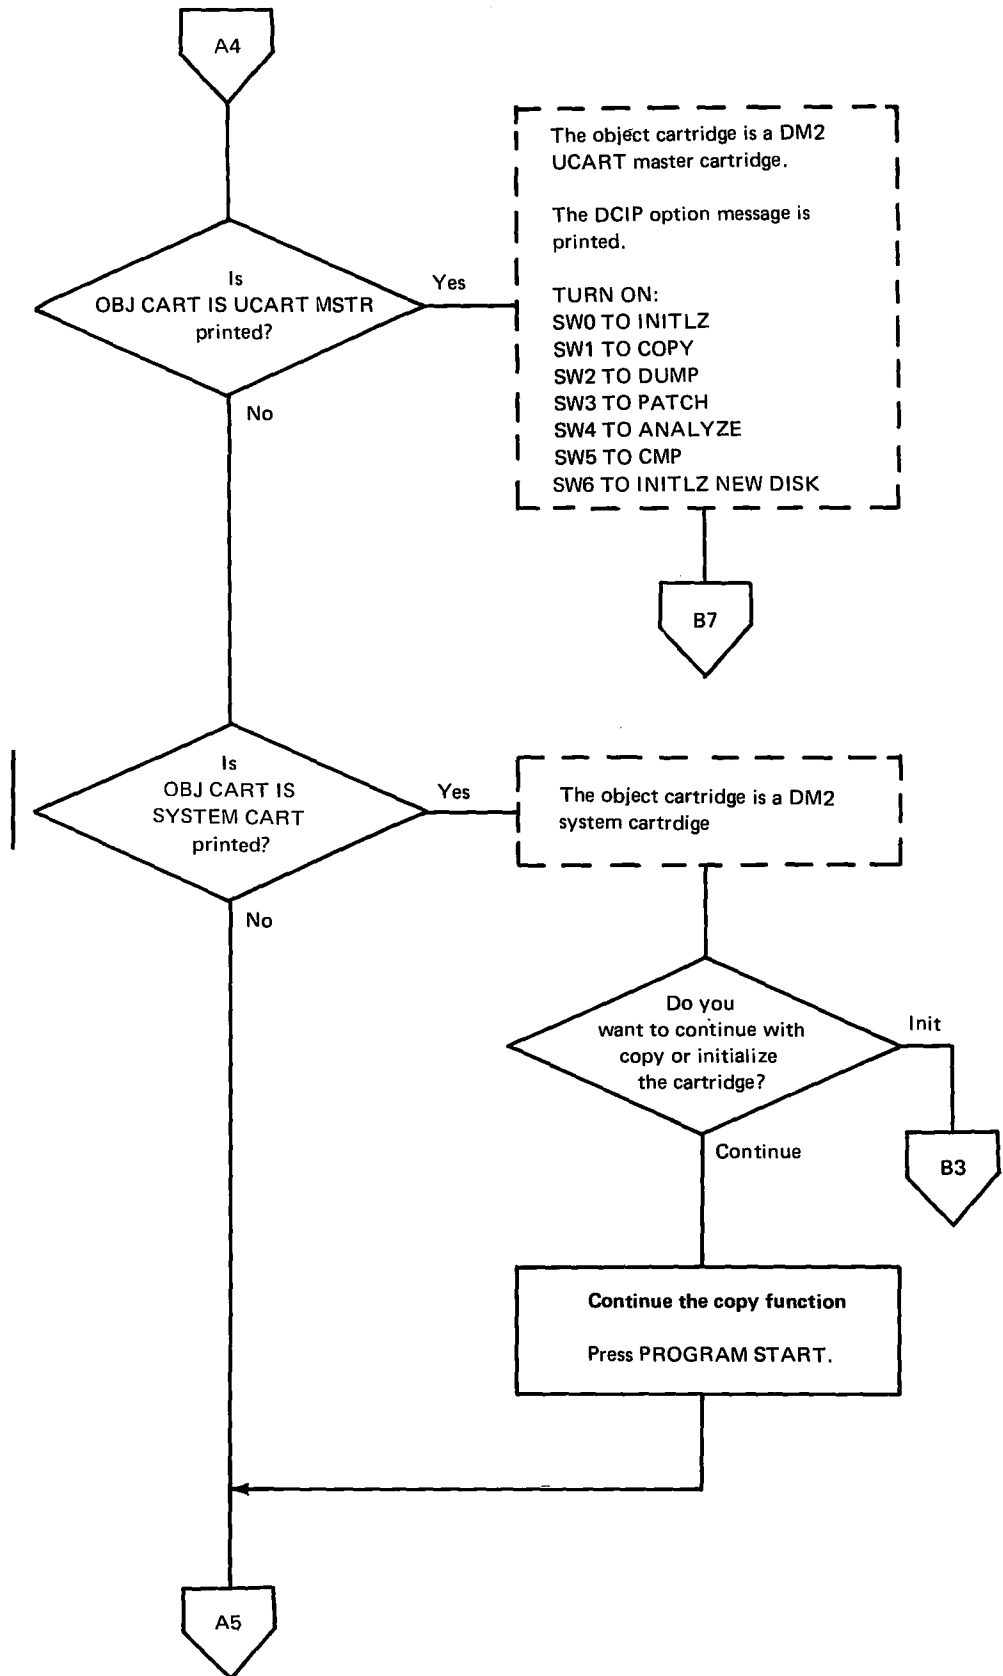 A4
Is
OBJ CART IS UCART MSTR
printed?
Yes
No
The object cartridge is a DM2
UCART master cartridge.
The DCIP option message is
printed.
TURN ON:
SW0 TO INITLZ
SW1 TO COPY
SW2 TO DUMP
SW3 TO PATCH
SW4 TO ANALYZE
SW5 TO CMP
SW6 TO INITLZ NEW DISK
B7
Is
OBJ CART IS
SYSTEM CART
printed?
Yes
No
The object cartridge is a DM2
system cartrdige
Do you
want to continue with
copy or initialize
the cartridge?
Init
Continue
B3
Continue the copy function
Press PROGRAM START.
A5